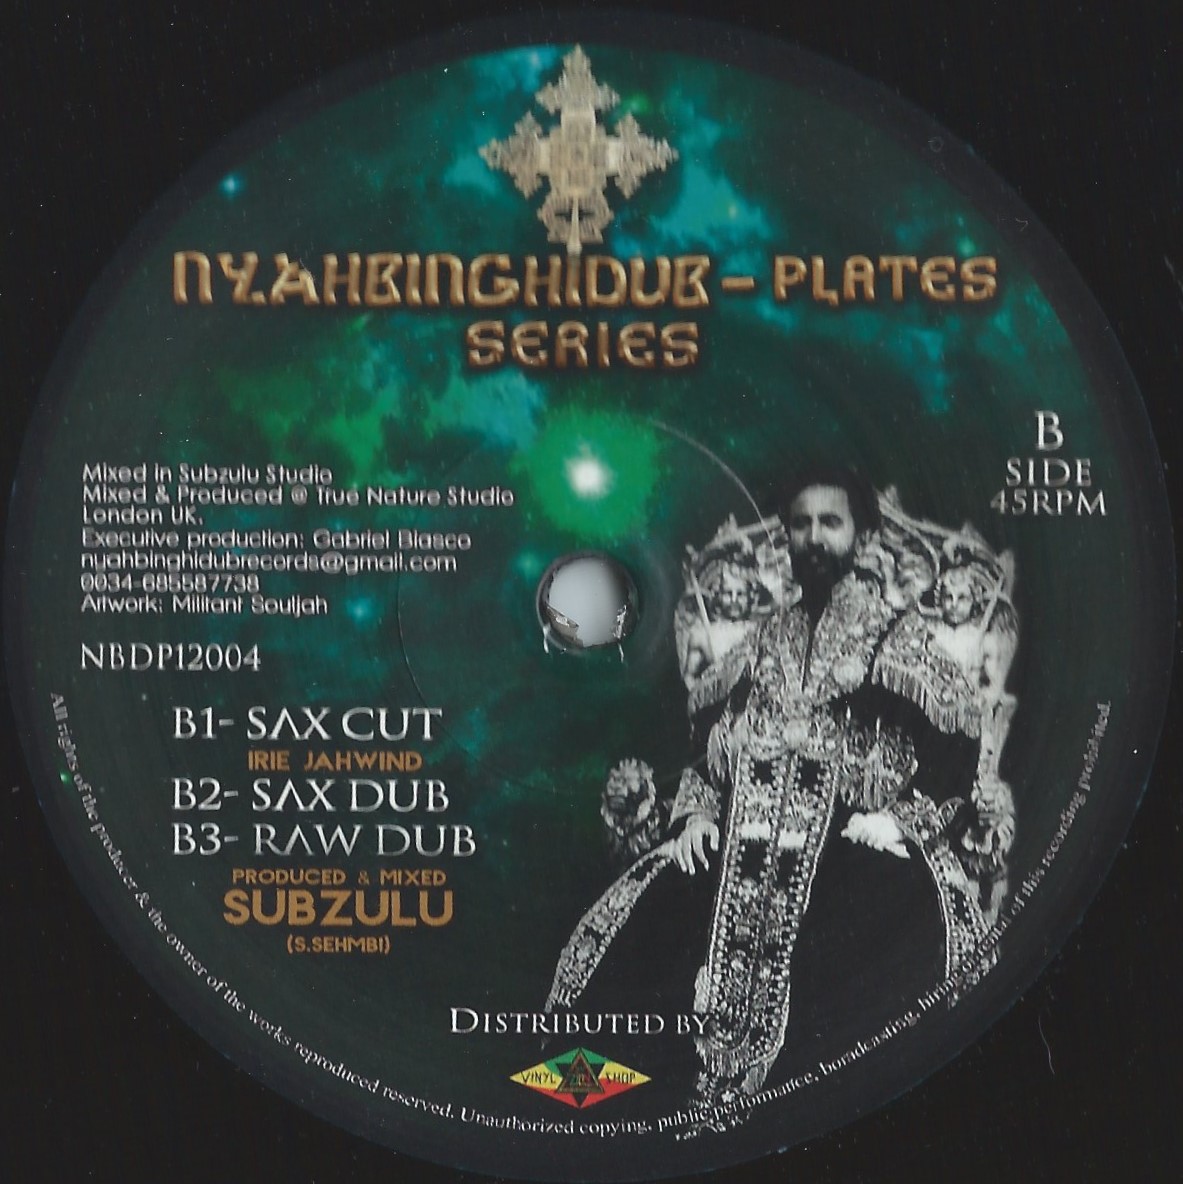 NYAHBINGHIDUB - PLATES
SERIES
B
SIDE
45RPM
Mixed in Subzulu Studio
Mixed & Produced @ True Nature Studio
London UK.
Executive production: Gabriel Blasco
nyahbinghidubrecords@gmail.com
0034-685587738
Artwork: Militant Souljah
NBDP12004
B1- SAX CUT
IRIE JAHWIND
B2- SAX DUB
B3- RAW DUB
PRODUCED & MIXED
SUBZULU
(S.SEHMBI)
DISTRIBUTED BY
VINYL SHOP
All rights of the producer & the owner of the works reproduced reserved. Unauthorized copying, public performance, boradcasting, hiring, rental of this recording prohibited.